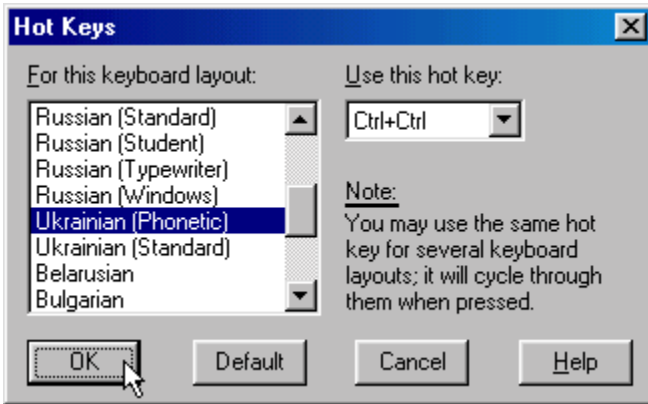 Hot Keys
For this keyboard layout:
Russian (Standard)
Russian (Student)
Russian (Typewriter)
Russian (Windows)
Ukrainian (Phonetic)
Ukrainian (Standard)
Belarusian
Bulgarian
Use this hot key:
Ctrl+Ctrl
Note:
You may use the same hot
key for several keyboard
layouts; it will cycle through
them when pressed.
OK
Default
Cancel
Help